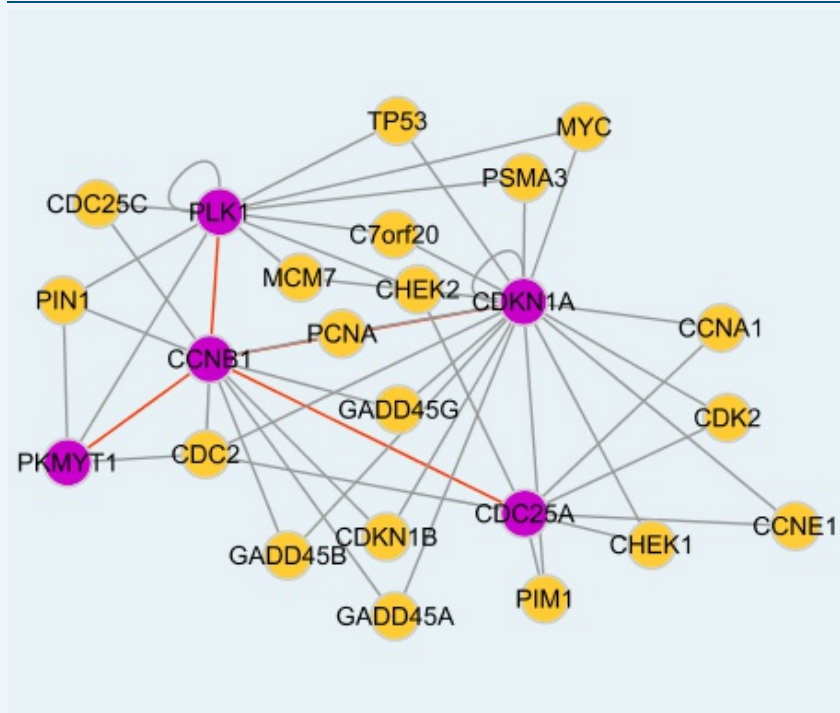 TP53
MYC
PSMA3
CDC25C
PLK1
C7orf20
MCM7
CHEK2
PIN1
CDKN1A
PCNA
CCNA1
CCNB1
GADD45G
CDK2
CDC2
PKMYT1
CDC25A
CCNE1
CDKN1B
GADD45B
CHEK1
PIM1
GADD45A